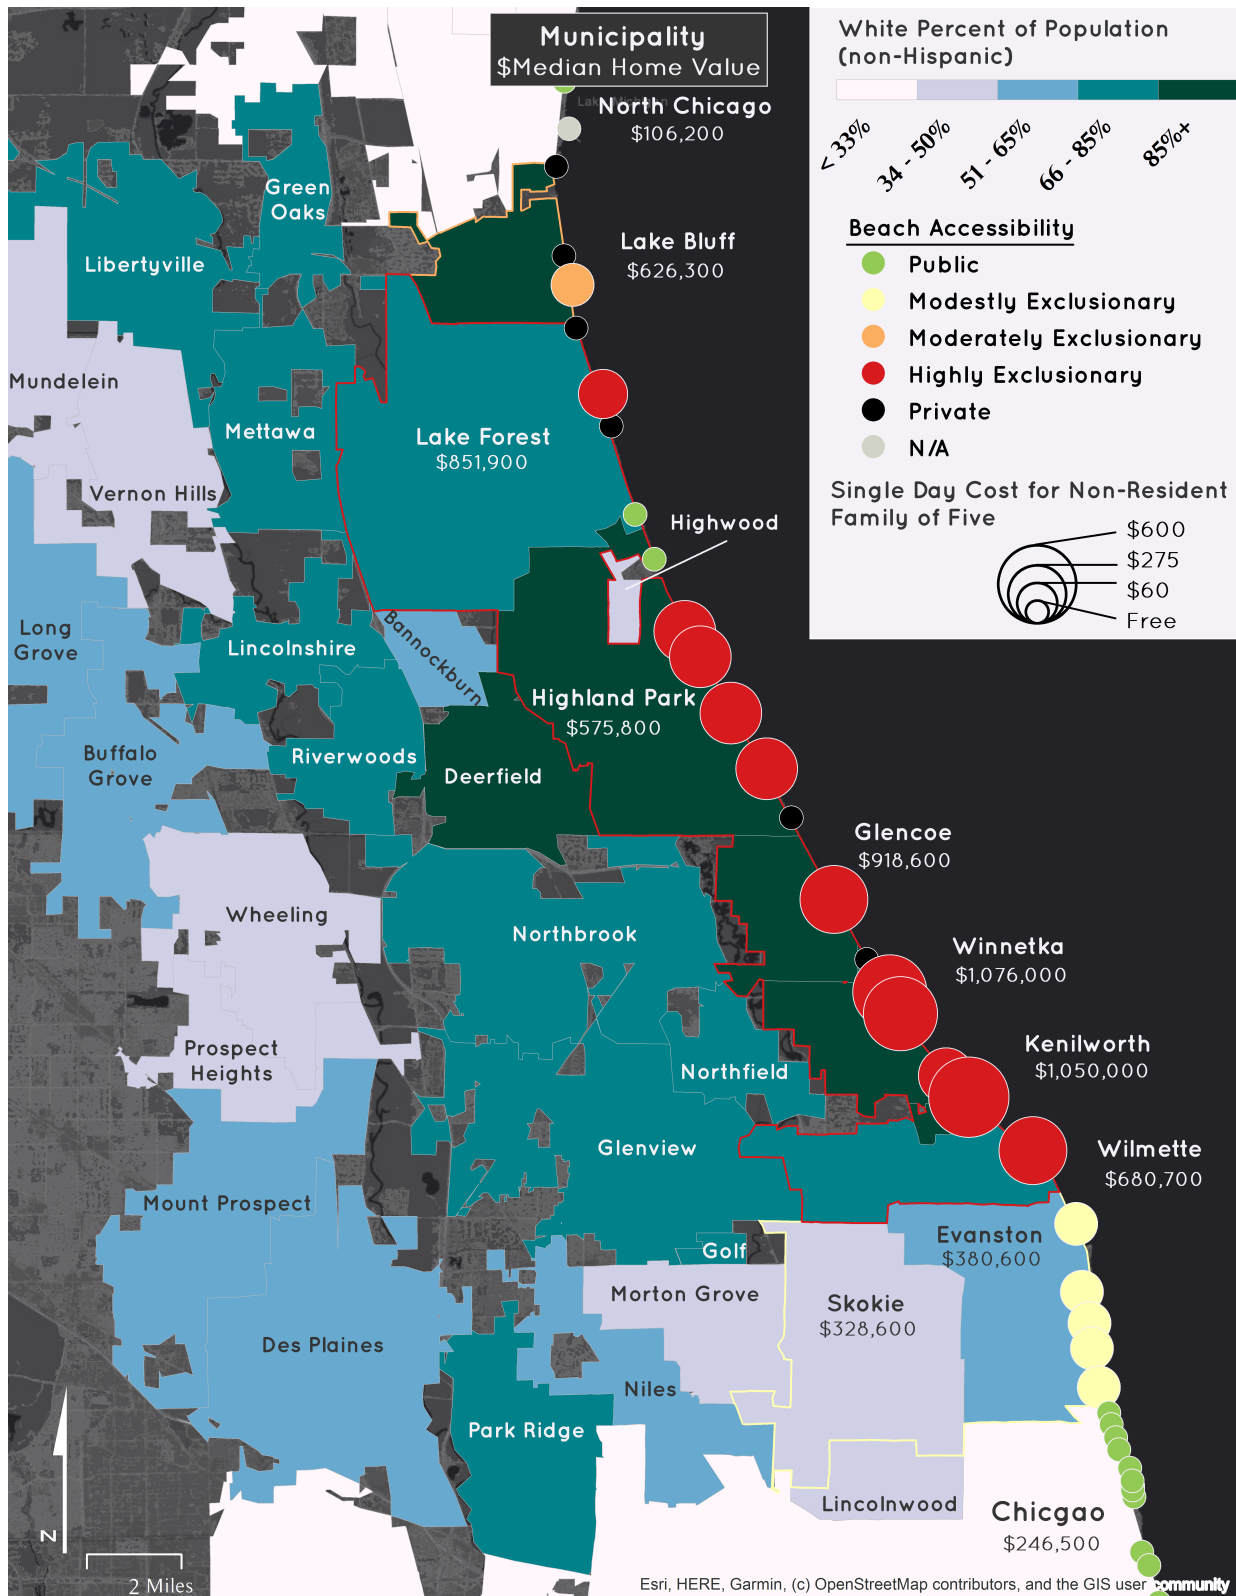 Municipality
$Median Home Value
White Percent of Population
(non-Hispanic)
< 33%
34 - 50%
51 - 65%
66 - 85%
85%+
Beach Accessibility
Public
Modestly Exclusionary
Moderately Exclusionary
Highly Exclusionary
Private
N/A
Single Day Cost for Non-Resident
Family of Five
$600
$275
$60
Free
North Chicago
$106,200
Green
Oaks
Lake Bluff
$626,300
Libertyville
Mundelein
Mettawa
Lake Forest
$851,900
Vernon Hills
Highwood
Long
Grove
Lincolnshire
Bannockburn
Highland Park
$575,800
Buffalo
Grove
Riverwoods
Deerfield
Glencoe
$918,600
Wheeling
Northbrook
Winnetka
$1,076,000
Prospect
Heights
Northfield
Kenilworth
$1,050,000
Glenview
Wilmette
$680,700
Mount Prospect
Golf
Evanston
$380,600
Morton Grove
Skokie
$328,600
Des Plaines
Niles
Park Ridge
Lincolnwood
Chicgao
$246,500
N
2 Miles
Esri, HERE, Garmin, (c) OpenStreetMap contributors, and the GIS user community